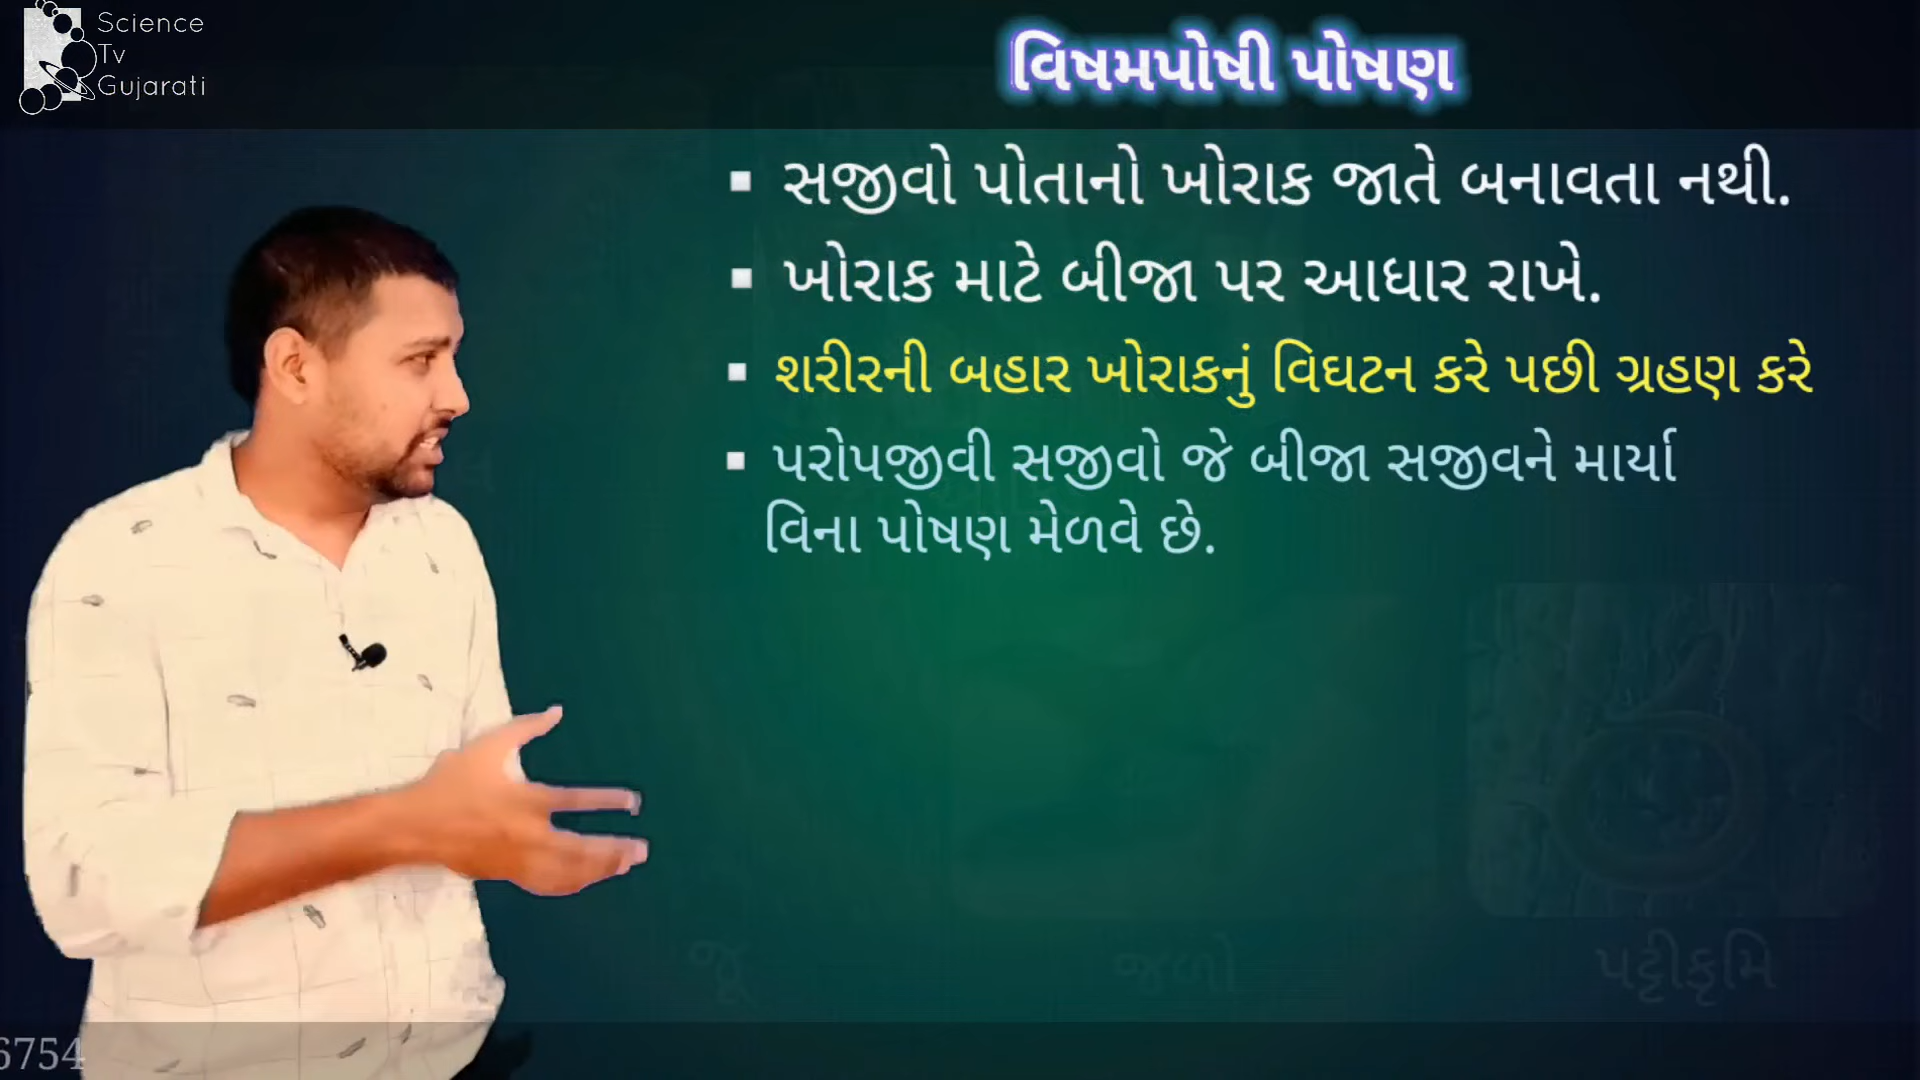 Science
Tv
Gujarati
વિષમપોષી પોષણ
▪ સજીવો પોતાનો ખોરાક જાતે બનાવતા નથી.
▪ ખોરાક માટે બીજા પર આધાર રાખે.
▪ શરીરની બહાર ખોરાકનું વિઘટન કરે પછી ગ્રહણ કરે
▪ પરોપજીવી સજીવો જે બીજા સજીવને માર્યા
વિના પોષણ મેળવે છે.
જૂ જળો પટ્ટીકૃમિ
6754